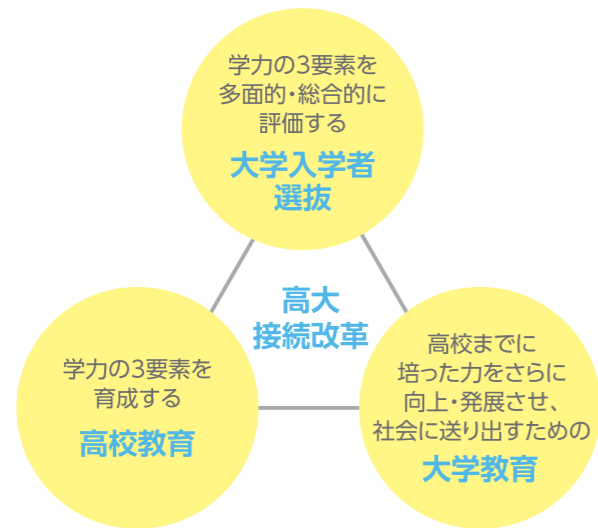 学力の3要素を
多面的・総合的に
評価する
大学入学者
選抜
高大
接続改革
学力の3要素を
育成する
高校教育
高校までに
培った力をさらに
向上・発展させ、
社会に送り出すための
大学教育